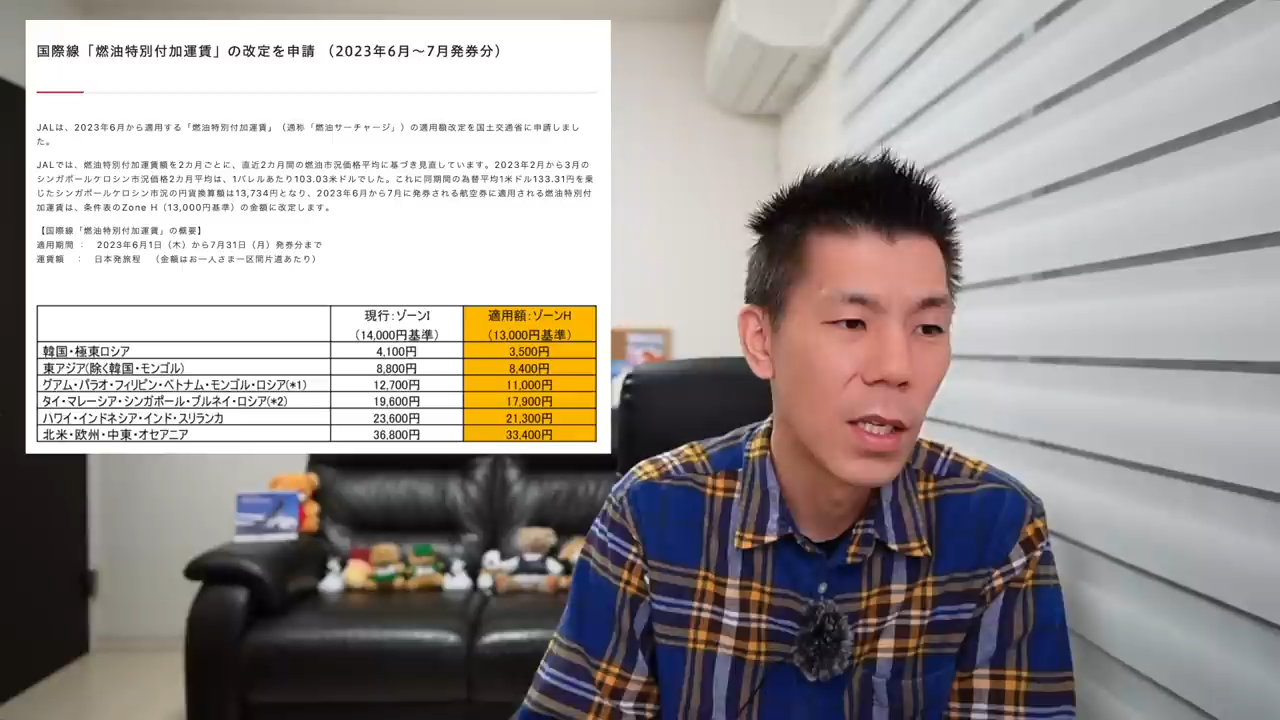 国際線「燃油特別付加運賃」の改定を申請 （2023年6月～7月発券分）
JALは、2023年6月から適用する「燃油特別付加運賃」（通称「燃油サーチャージ」）の適用額改定を国土交通省に申請しまし
た。
JALでは、燃油特別付加運賃額を2カ月ごとに、直近2カ月間の燃油市況価格平均に基づき見直しています。2023年2月から3月の
シンガポールケロシン市況価格2カ月平均は、1バレルあたり103.03米ドルでした。これに同期間の為替平均1米ドル133.31円を乗
じたシンガポールケロシン市況の円貨換算額は13,734円となり、2023年6月から7月に発券される航空券に適用される燃油特別付
加運賃は、条件表のZone H（13,000円基準）の金額に改定します。
【国際線「燃油特別付加運賃」の概要】
適用期間 ： 2023年6月1日（木）から7月31日（月）発券分まで
運賃額 ： 日本発旅程 （金額はお一人さま一区間片道あたり）
現行：ゾーンI 適用額：ゾーンH
（14,000円基準） （13,000円基準）
韓国・極東ロシア 4,100円 3,500円
東アジア(除く韓国・モンゴル) 8,800円 8,400円
グアム・パラオ・フィリピン・ベトナム・モンゴル・ロシア(*1) 12,700円 11,000円
タイ・マレーシア・シンガポール・ブルネイ・ロシア(*2) 19,600円 17,900円
ハワイ・インドネシア・インド・スリランカ 23,600円 21,300円
北米・欧州・中東・オセアニア 36,800円 33,400円